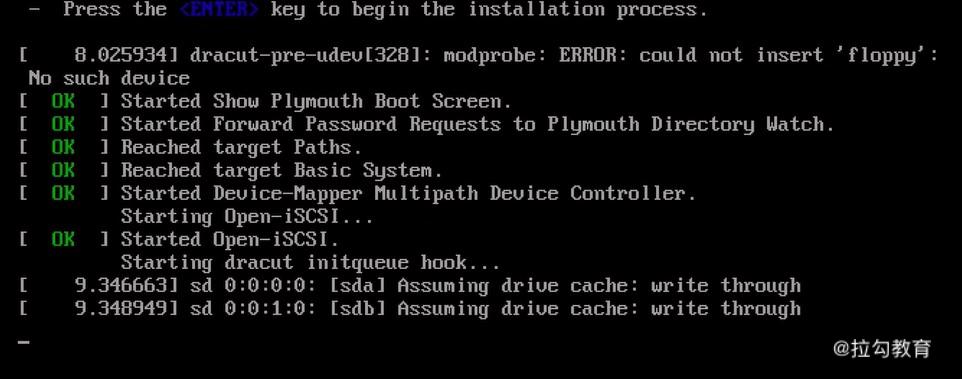 - Press the <ENTER> key to begin the installation process.
[    8.025934] dracut-pre-udev[328]: modprobe: ERROR: could not insert 'floppy':
No such device
[  OK  ] Started Show Plymouth Boot Screen.
[  OK  ] Started Forward Password Requests to Plymouth Directory Watch.
[  OK  ] Reached target Paths.
[  OK  ] Reached target Basic System.
[  OK  ] Started Device-Mapper Multipath Device Controller.
Starting Open-iSCSI...
[  OK  ] Started Open-iSCSI.
Starting dracut initqueue hook...
[    9.346663] sd 0:0:0:0: [sda] Assuming drive cache: write through
[    9.348949] sd 0:0:1:0: [sdb] Assuming drive cache: write through
@拉勾教育